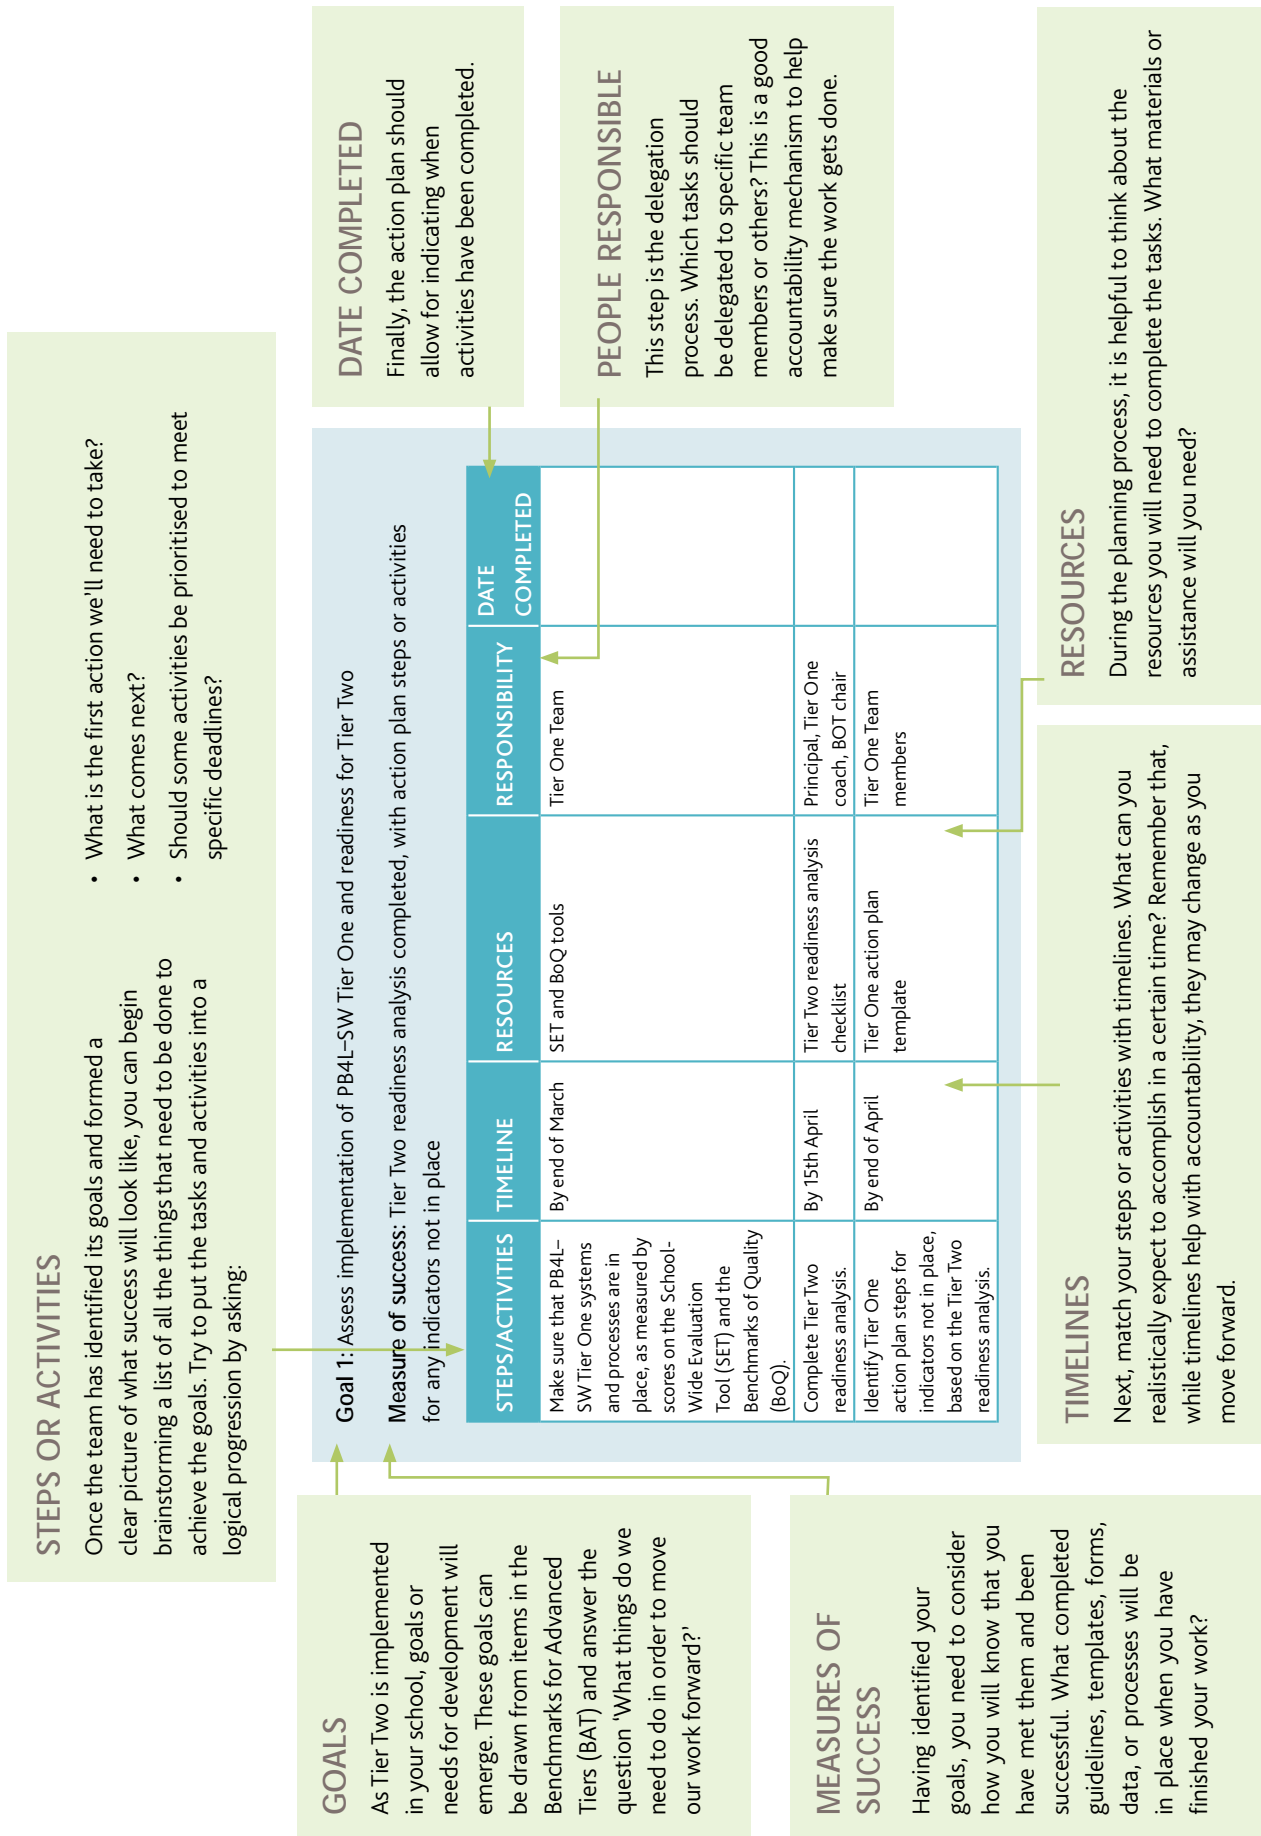 STEPS OR ACTIVITIES
Once the team has identified its goals and formed a
clear picture of what success will look like, you can begin
brainstorming a list of all the things that need to be done to
achieve the goals. Try to put the tasks and activities into a
logical progression by asking:
• What is the first action we'll need to take?
• What comes next?
• Should some activities be prioritised to meet
specific deadlines?
GOALS
As Tier Two is implemented
in your school, goals or
needs for development will
emerge. These goals can
be drawn from items in the
Benchmarks for Advanced
Tiers (BAT) and answer the
question 'What things do we
need to do in order to move
our work forward?'
MEASURES OF
SUCCESS
Having identified your
goals, you need to consider
how you will know that you
have met them and been
successful. What completed
guidelines, templates, forms,
data, or processes will be
in place when you have
finished your work?
Goal 1: Assess implementation of PB4L–SW Tier One and readiness for Tier Two
Measure of success: Tier Two readiness analysis completed, with action plan steps or activities
for any indicators not in place
STEPS/ACTIVITIES
TIMELINE
RESOURCES
RESPONSIBILITY
DATE
COMPLETED
Make sure that PB4L–
SW Tier One systems
and processes are in
place, as measured by
scores on the School-
Wide Evaluation
Tool (SET) and the
Benchmarks of Quality
(BoQ).
By end of March
SET and BoQ tools
Tier One Team
Complete Tier Two
readiness analysis.
By 15th April
Tier Two readiness analysis
checklist
Principal, Tier One
coach, BOT chair
Identify Tier One
action plan steps for
indicators not in place,
based on the Tier Two
readiness analysis.
By end of April
Tier One action plan
template
Tier One Team
members
DATE COMPLETED
Finally, the action plan should
allow for indicating when
activities have been completed.
PEOPLE RESPONSIBLE
This step is the delegation
process. Which tasks should
be delegated to specific team
members or others? This is a good
accountability mechanism to help
make sure the work gets done.
TIMELINES
Next, match your steps or activities with timelines. What can you
realistically expect to accomplish in a certain time? Remember that,
while timelines help with accountability, they may change as you
move forward.
RESOURCES
During the planning process, it is helpful to think about the
resources you will need to complete the tasks. What materials or
assistance will you need?